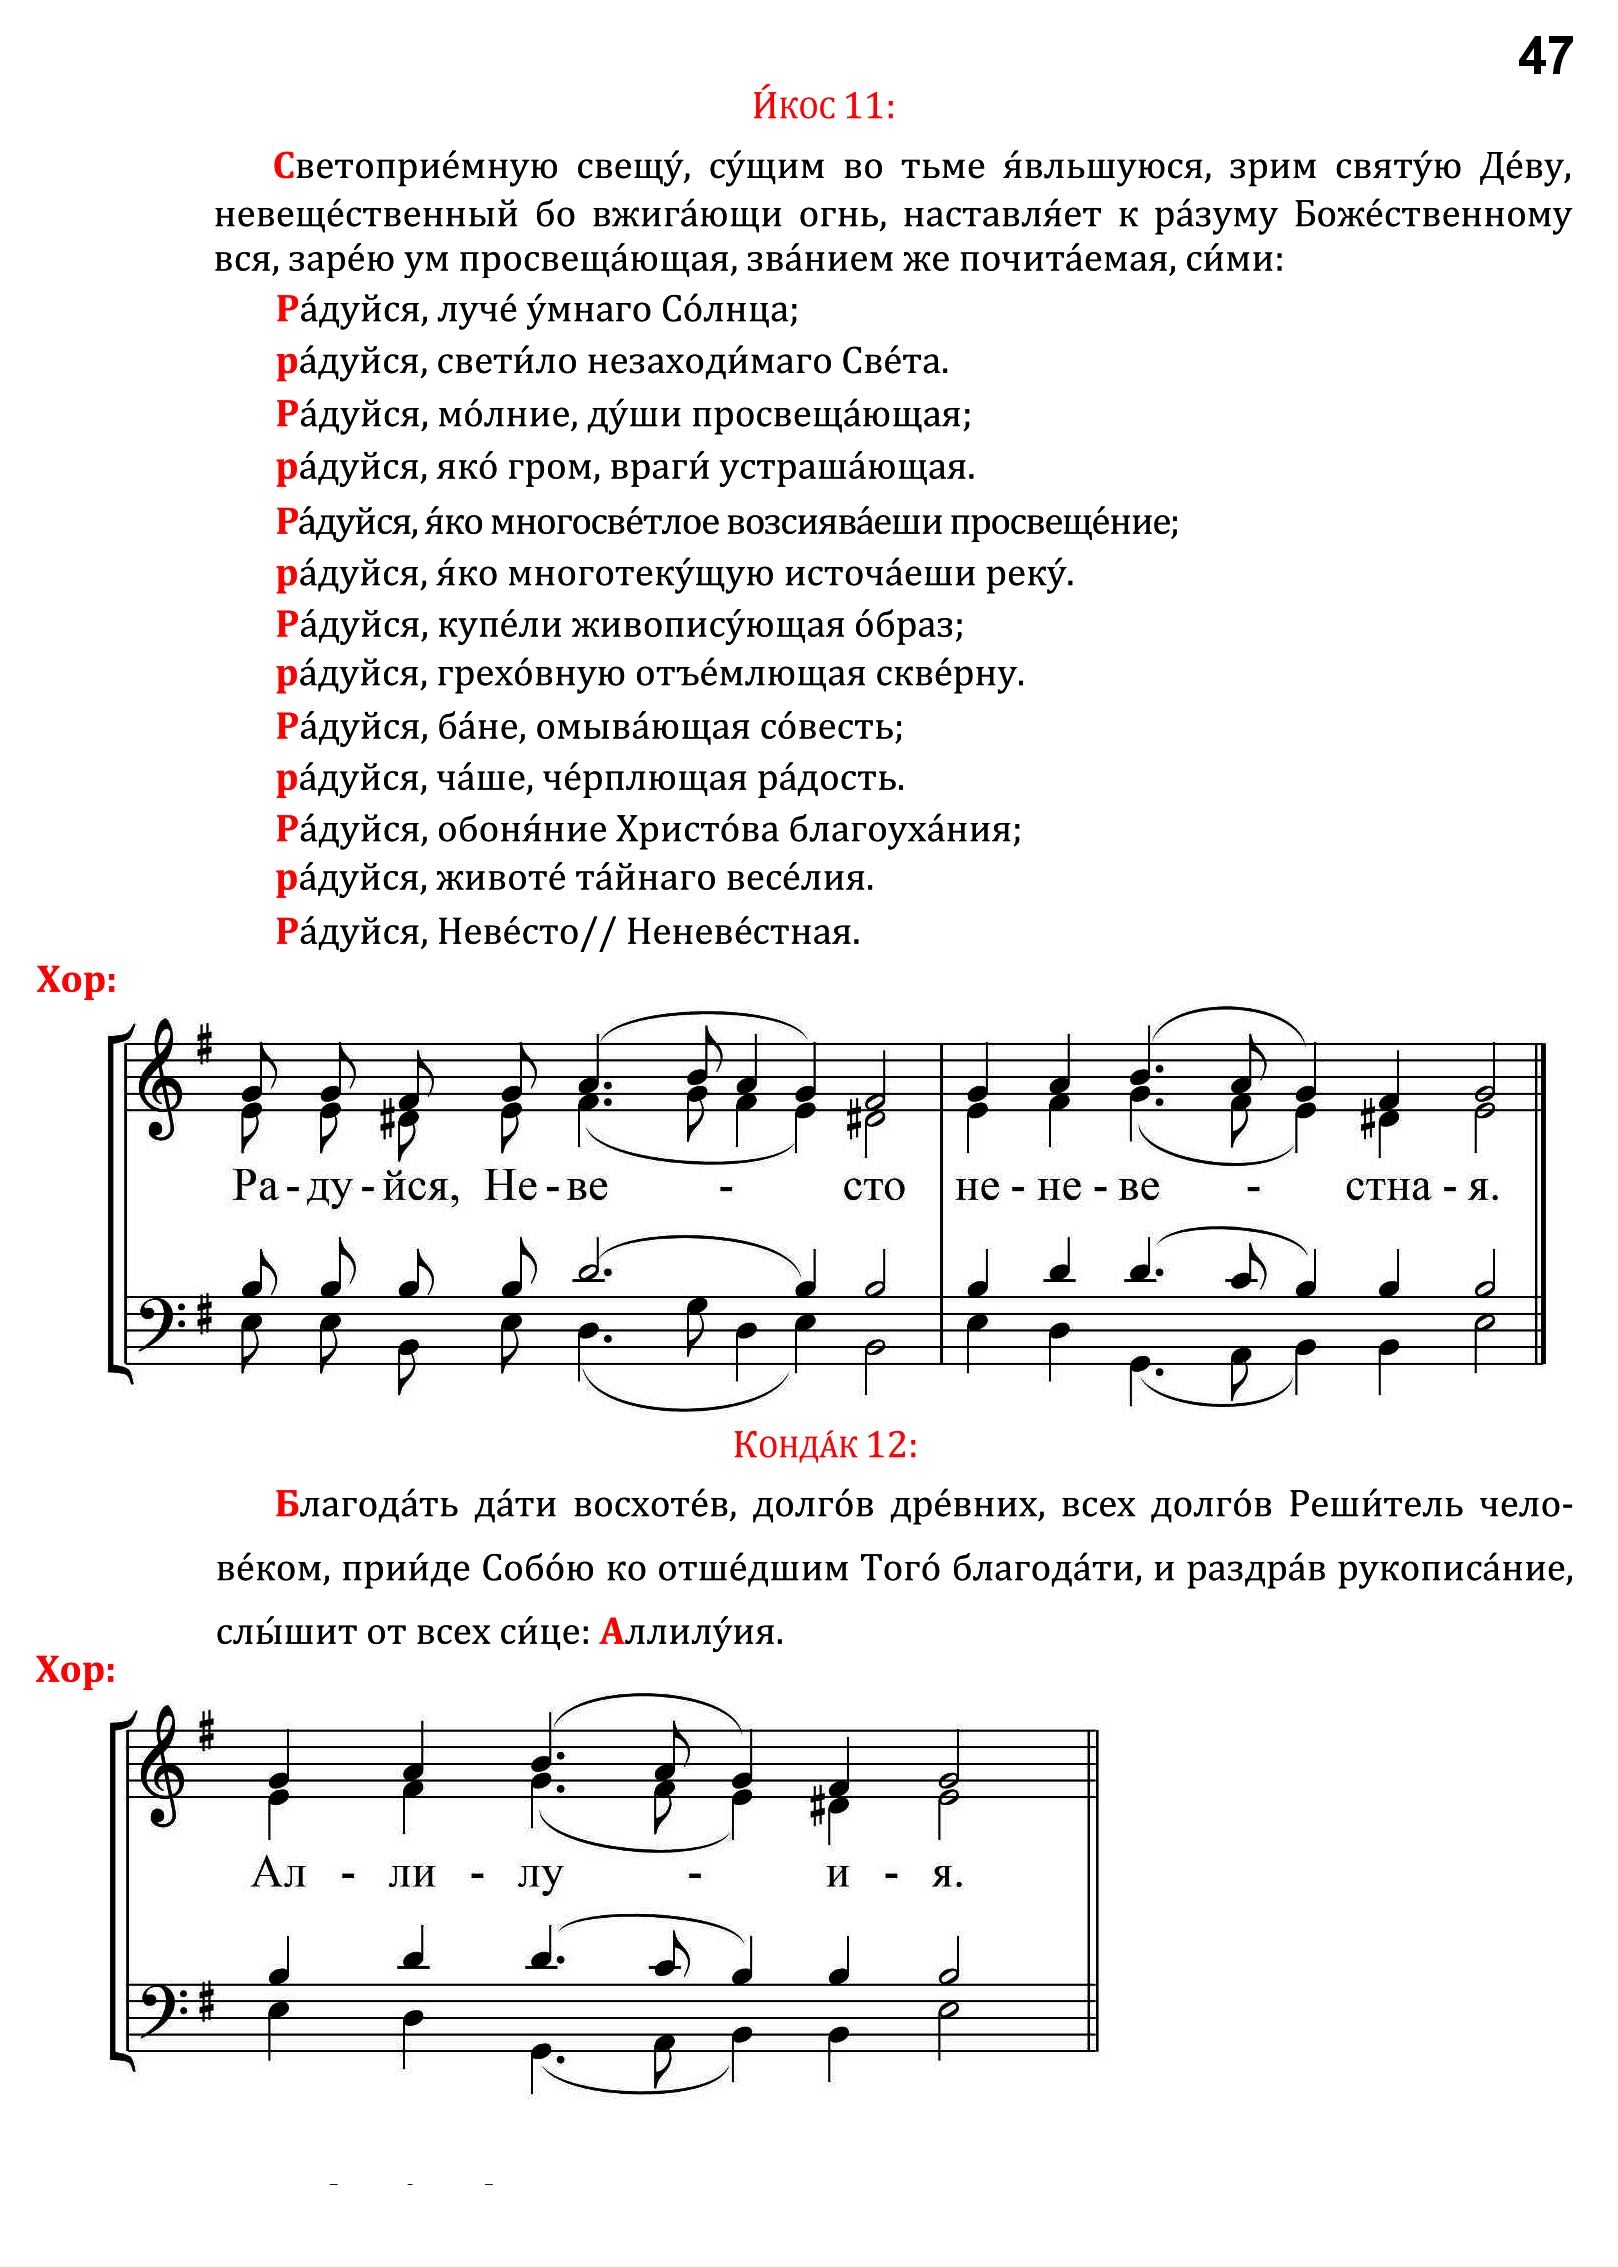 47
И́кос 11:
Светоприе́мную свещу́, су́щим во тьме я́вльшуюся, зрим святу́ю Де́ву,
невеще́ственный бо вжига́ющи огнь, наставля́ет к ра́зуму Боже́ственному
вся, заре́ю ум просвеща́ющая, зва́нием же почита́емая, си́ми:
Ра́дуйся, луче́ у́мнаго Со́лнца;
ра́дуйся, свети́ло незаходи́маго Све́та.
Ра́дуйся, мо́лние, ду́ши просвеща́ющая;
ра́дуйся, яко́ гром, враги́ устраша́ющая.
Ра́дуйся, я́ко многосве́тлое возсиява́еши просвеще́ние;
ра́дуйся, я́ко многотеку́щую источа́еши реку́.
Ра́дуйся, купе́ли живопису́ющая о́браз;
ра́дуйся, грехо́вную отъе́млющая скве́рну.
Ра́дуйся, ба́не, омыва́ющая со́весть;
ра́дуйся, ча́ше, че́рплющая ра́дость.
Ра́дуйся, обоня́ние Христо́ва благоуха́ния;
ра́дуйся, животе́ та́йнаго весе́лия.
Ра́дуйся, Неве́сто// Неневе́стная.
Хор:
Ра - ду - йся, Не - ве - сто не - не - ве - стна - я.
Конда́к 12:
Благода́ть да́ти восхоте́в, долго́в дре́вних, всех долго́в Реши́тель чело-
ве́ком, прии́де Собо́ю ко отше́дшим Того́ благода́ти, и раздра́в рукописа́ние,
слы́шит от всех си́це: Аллилу́ия.
Хор:
Ал - ли - лу - и - я.